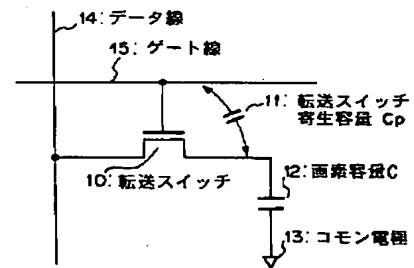 14:データ線
15:ゲート線
11:転送スイッチ
寄生容量 Cp
10:転送スイッチ
12:画素容量C
13:コモン電極